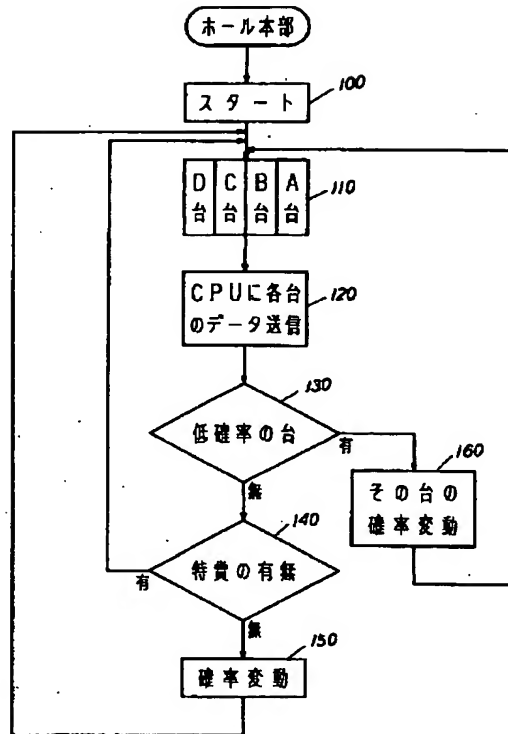 ホール本部
スタート
100
D台 C台 B台 A台
110
CPUに各台
のデータ送信
120
低確率の台
130
有
無
その台の
確率変動
160
特賞の有無
140
有
無
確率変動
150